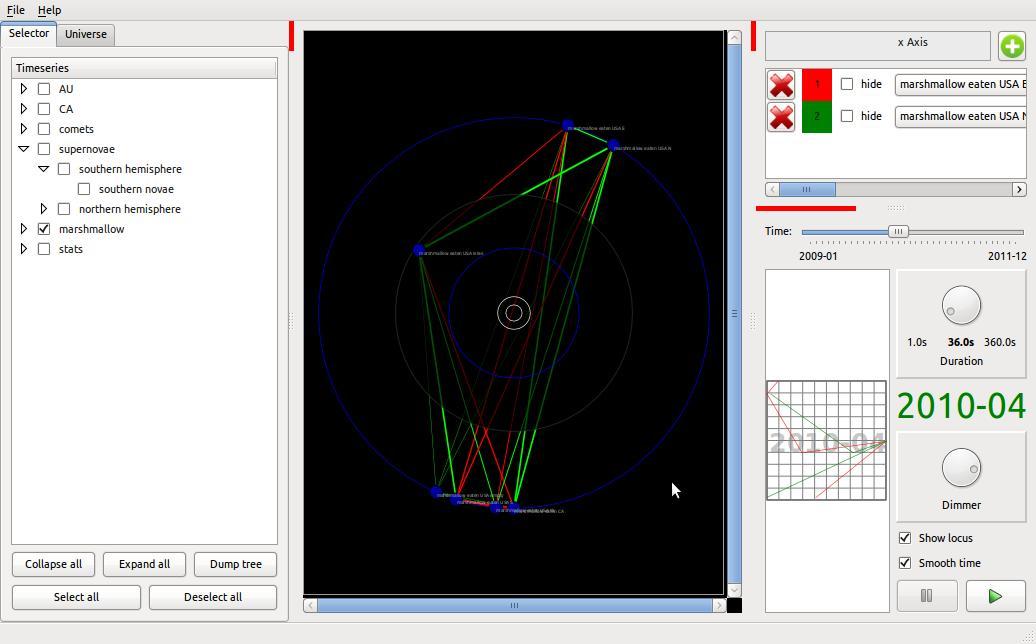 File Help
Selector Universe
Timeseries
AU
CA
comets
supernovae
southern hemisphere
southern novae
northern hemisphere
marshmallow
stats
Collapse all Expand all Dump tree
Select all Deselect all
marshmallow eaten USA E
marshmallow eaten USA N
marshmallow eaten USA
marshmallow eaten USA
marshmallow eaten USA
marshmallow eaten CA
x Axis
1 hide marshmallow eaten USA E
2 hide marshmallow eaten USA N
Time:
2009-01 2011-12
1.0s 36.0s 360.0s
Duration
2010-04
2010-04
Dimmer
Show locus
Smooth time